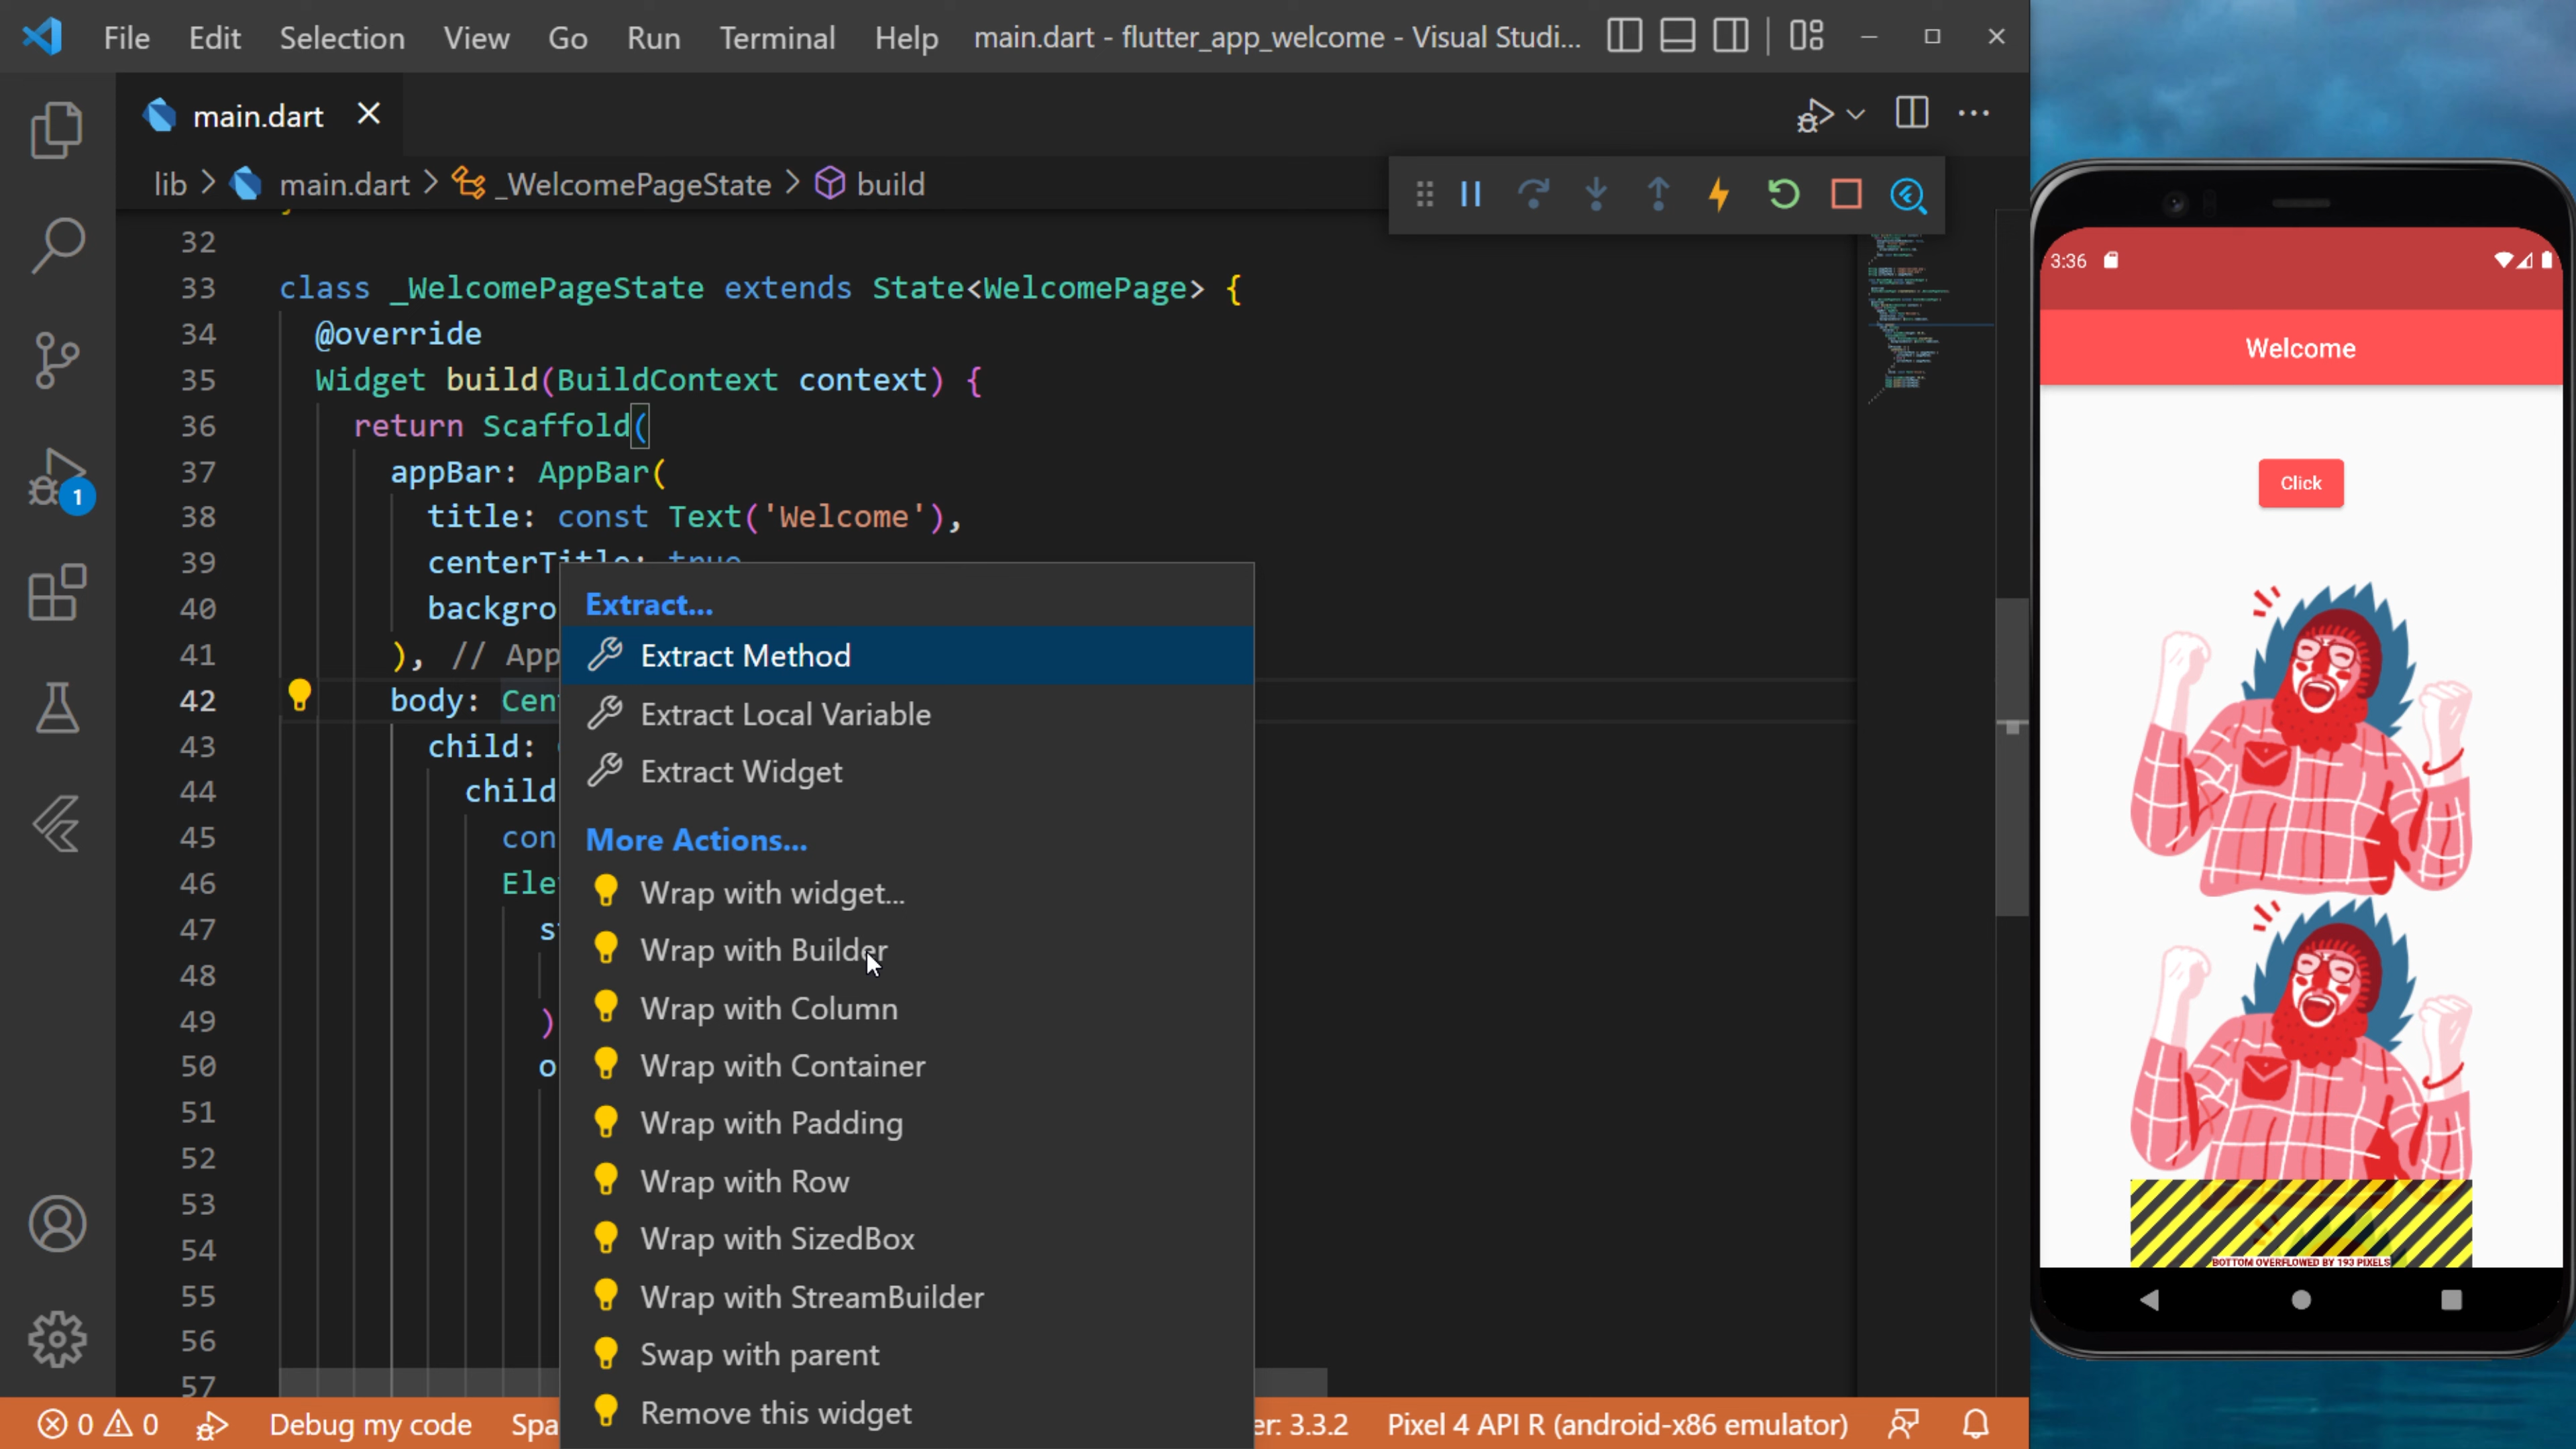 File Edit Selection View Go Run Terminal Help main.dart - flutter_app_welcome - Visual Studi...
main.dart
lib > main.dart > _WelcomePageState > build
32
33 class _WelcomePageState extends State<WelcomePage> {
34 @override
35 Widget build(BuildContext context) {
36 return Scaffold(
37 appBar: AppBar(
38 title: const Text('Welcome'),
39 centerTitle: true
40 backgro
41 ), // App
42 body: Cen
43 child:
44 child
45 con
46 Ele
47 s
48
49 )
50 o
51
52
53
54
55
56
57
1
Extract...
Extract Method
Extract Local Variable
Extract Widget
More Actions...
Wrap with widget...
Wrap with Builder
Wrap with Column
Wrap with Container
Wrap with Padding
Wrap with Row
Wrap with SizedBox
Wrap with StreamBuilder
Swap with parent
Remove this widget
0 0 Debug my code Spa er: 3.3.2 Pixel 4 API R (android-x86 emulator)
3:36
Welcome
Click
BOTTOM OVERFLOWED BY 193 PIXELS